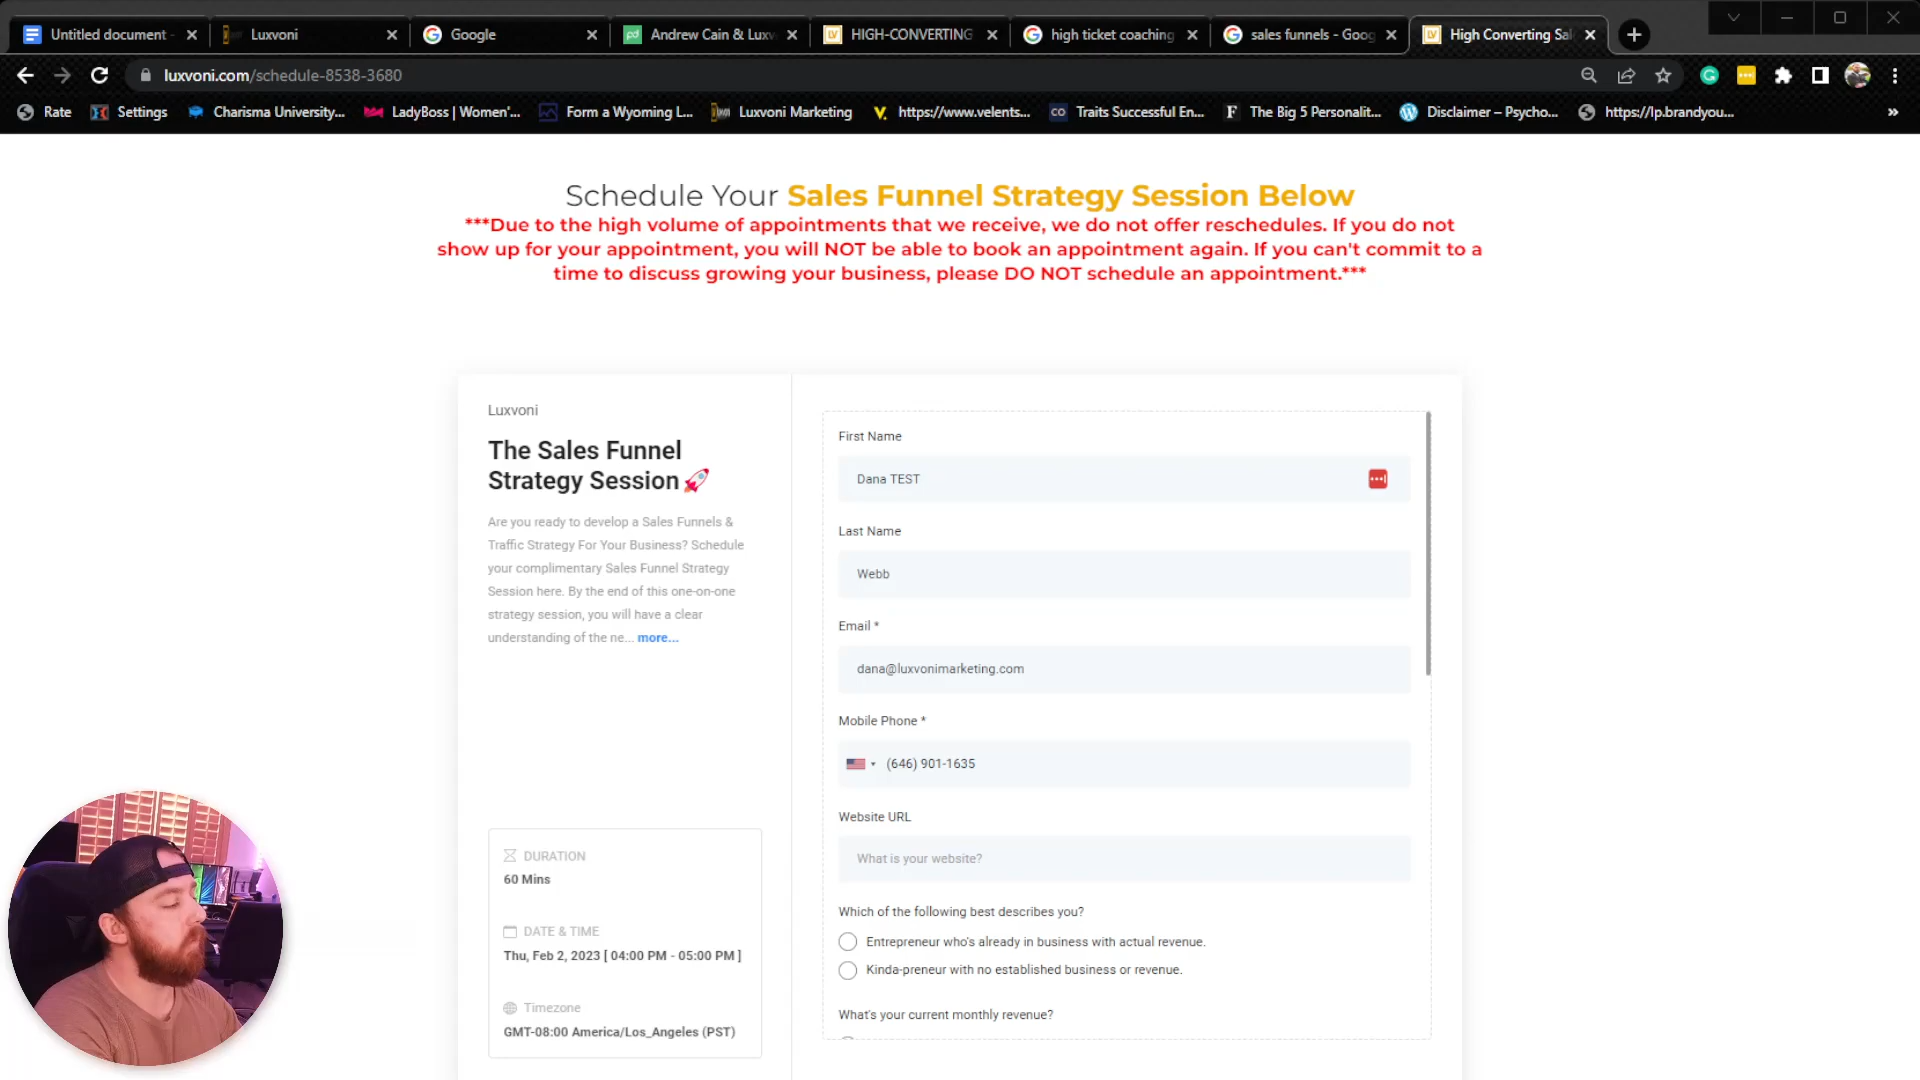 Untitled document
Luxvoni
Google
Andrew Cain & Luxv
HIGH-CONVERTING
high ticket coaching
sales funnels - Goog
High Converting Sal
luxvoni.com/schedule-8538-3680
Rate
Settings
Charisma University...
LadyBoss | Women'...
Form a Wyoming L...
Luxvoni Marketing
https://www.velents...
Traits Successful En...
The Big 5 Personalit...
Disclaimer – Psycho...
https://lp.brandyou...
Schedule Your Sales Funnel Strategy Session Below
***Due to the high volume of appointments that we receive, we do not offer reschedules. If you do not
show up for your appointment, you will NOT be able to book an appointment again. If you can't commit to a
time to discuss growing your business, please DO NOT schedule an appointment.***
Luxvoni
The Sales Funnel
Strategy Session
Are you ready to develop a Sales Funnels &
Traffic Strategy For Your Business? Schedule
your complimentary Sales Funnel Strategy
Session here. By the end of this one-on-one
strategy session, you will have a clear
understanding of the ne... more...
DURATION
60 Mins
DATE & TIME
Thu, Feb 2, 2023 [ 04:00 PM - 05:00 PM ]
Timezone
GMT-08:00 America/Los_Angeles (PST)
First Name
Dana TEST
Last Name
Webb
Email *
dana@luxvonimarketing.com
Mobile Phone *
(646) 901-1635
Website URL
What is your website?
Which of the following best describes you?
Entrepreneur who's already in business with actual revenue.
Kinda-preneur with no established business or revenue.
What's your current monthly revenue?